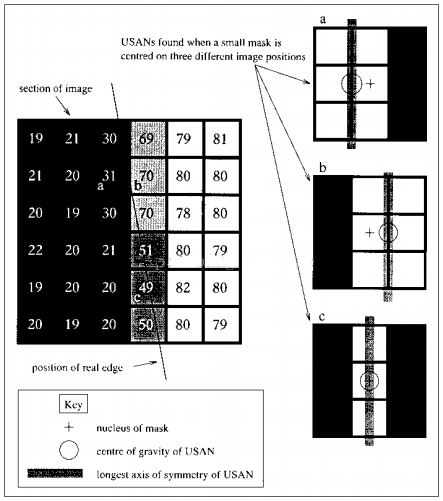 a
USANs found when a small mask is
centred on three different image positions
section of image
19 21 30 69 79 81
21 20 31 70 80 80
a b
20 19 30 70 78 80
22 20 21 51 80 79
19 20 20 49 82 80
c
20 19 20 50 80 79
b
c
position of real edge
Key
nucleus of mask
centre of gravity of USAN
longest axis of symmetry of USAN